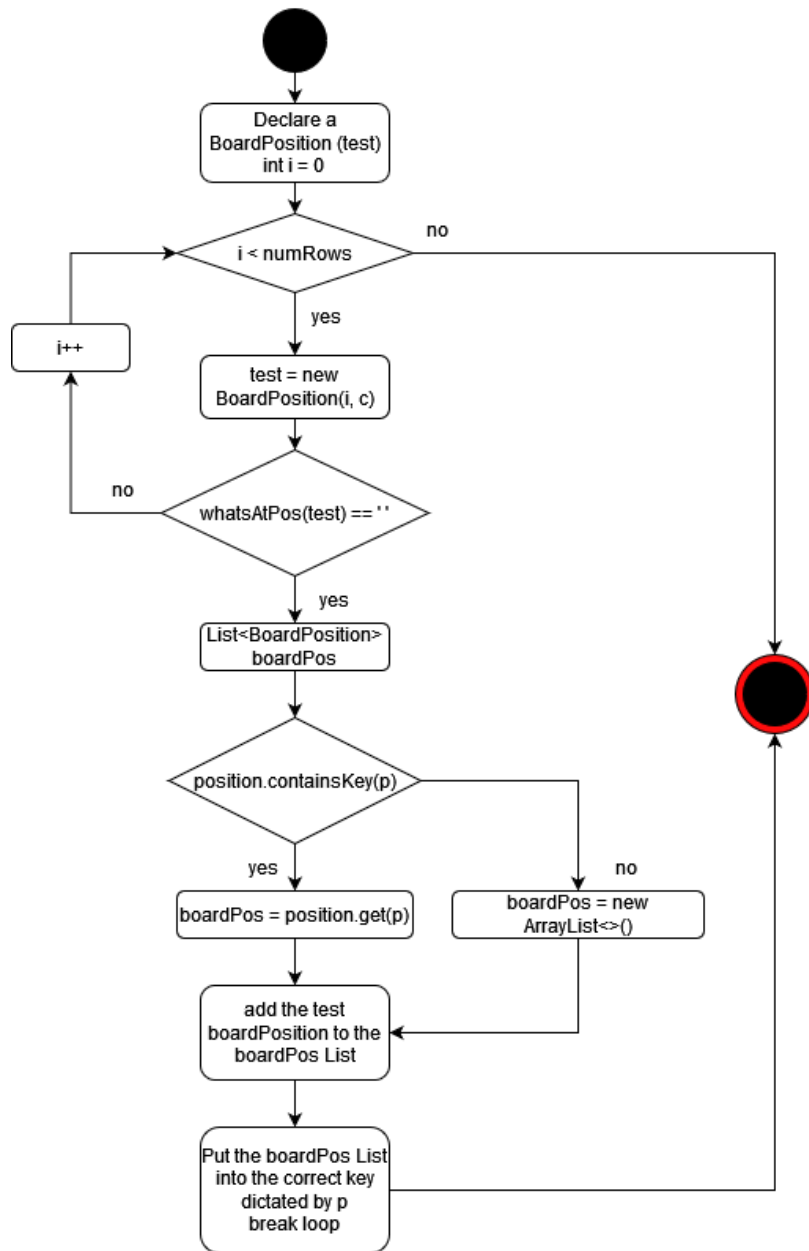 Declare a
BoardPosition (test)
int i = 0
i < numRows
no
yes
i++
test = new
BoardPosition(i, c)
no
whatsAtPos(test) == ' '
yes
List<BoardPosition>
boardPos
position.containsKey(p)
yes
no
boardPos = position.get(p)
boardPos = new
ArrayList<>()
add the test
boardPosition to the
boardPos List
Put the boardPos List
into the correct key
dictated by p
break loop